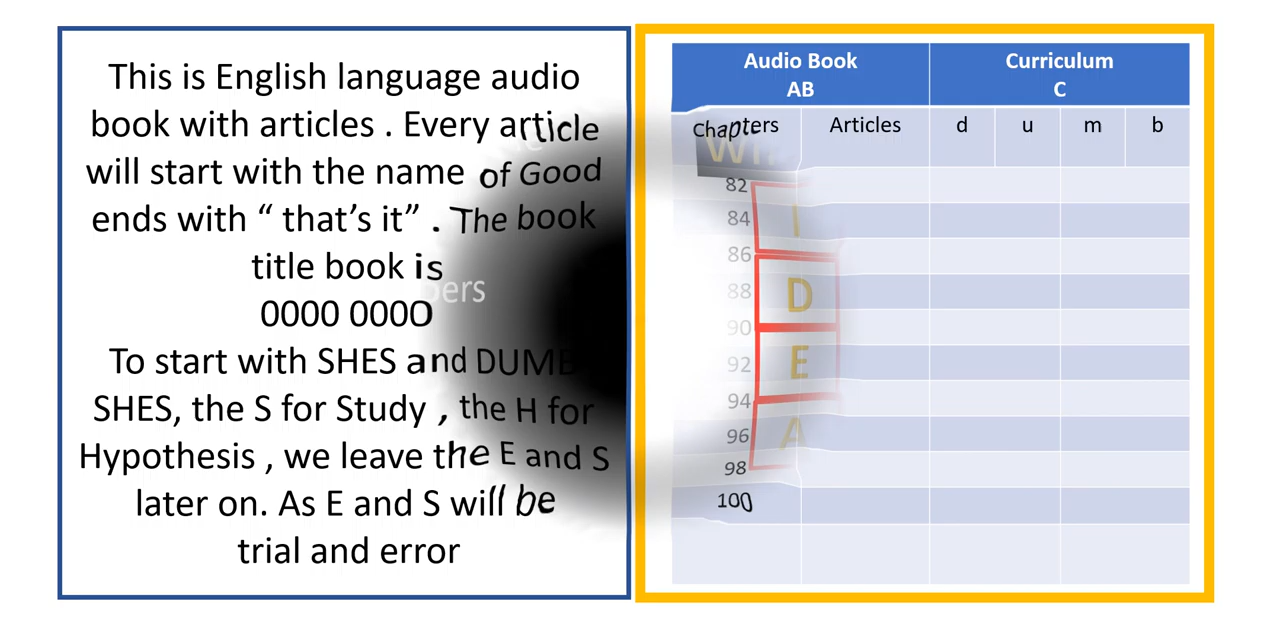 This is English language audio
book with articles . Every article
will start with the name of Good
ends with “ that’s it” . The book
title book is
0000 0000
To start with SHES and DUMB
SHES, the S for Study , the H for
Hypothesis , we leave the E and S
later on. As E and S will be
trial and error
Audio Book
AB
Curriculum
C
Chapters Articles d u m b
82
84
86
88
90
92
94
96
98
100
I
D
E
A